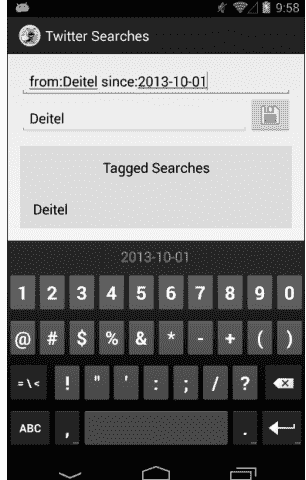 9:58
Twitter Searches
from:Deitel since:2013-10-01
Deitel
Tagged Searches
Deitel
2013-10-01
1 2 3 4 5 6 7 8 9 0
@ # $ % & * - + ( )
=\< ! " ' : ; / ?
ABC , .